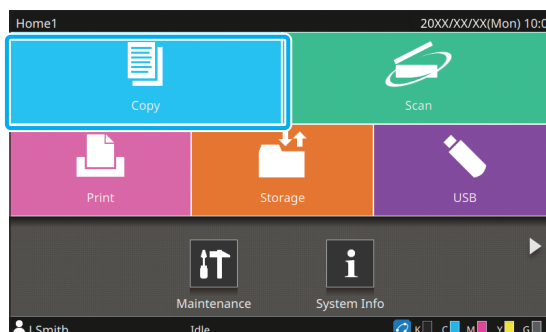 Home1 20XX/XX/XX(Mon) 10:0
Copy Scan
Print Storage USB
Maintenance System Info
J.Smith Idle K C M Y G